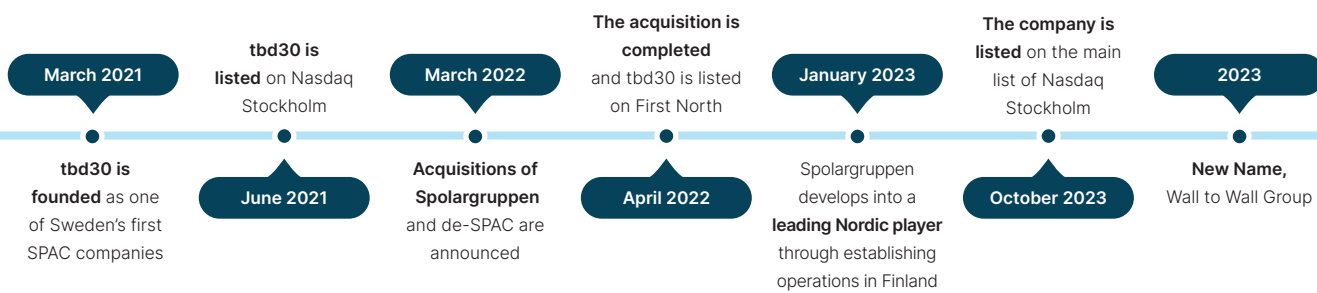 March 2021
tbd30 is
founded as one
of Sweden's first
SPAC companies
tbd30 is
listed on Nasdaq
Stockholm
June 2021
March 2022
Acquisitions of
Spolargruppen
and de-SPAC are
announced
The acquisition is
completed
and tbd30 is listed
on First North
April 2022
January 2023
Spolargruppen
develops into a
leading Nordic player
through establishing
operations in Finland
The company is
listed on the main
list of Nasdaq
Stockholm
October 2023
2023
New Name,
Wall to Wall Group